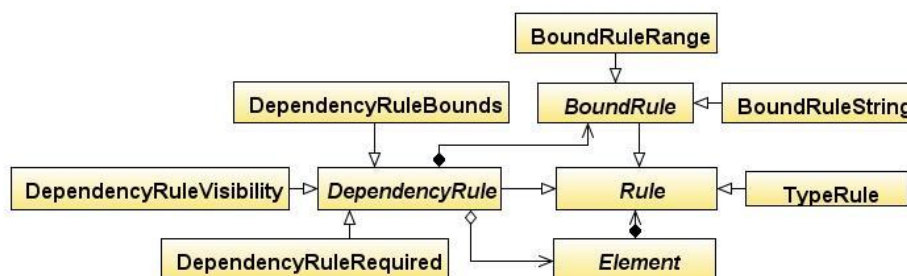 BoundRuleRange
DependencyRuleBounds
BoundRule
BoundRuleString
DependencyRuleVisibility
DependencyRule
Rule
TypeRule
DependencyRuleRequired
Element